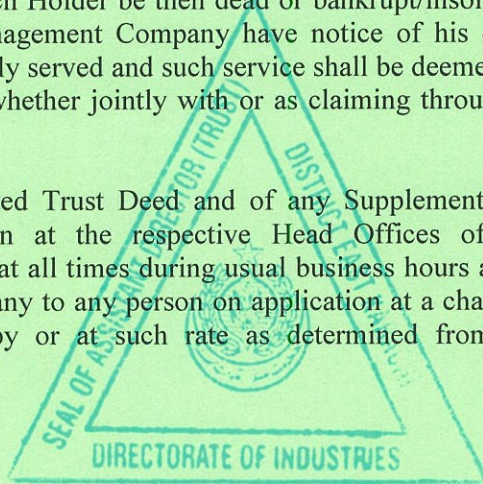 Holder be then dead or bankrupt/insol
nagement Company have notice of his
ly served and such service shall be deeme
whether jointly with or as claiming throu
ed Trust Deed and of any Supplement
n at the respective Head Offices of
at all times during usual business hours a
any to any person on application at a cha
by or at such rate as determined from
SEAL OF ASSISTANT DIRECTOR (TRUST)
DISTRICT EAST
DIRECTORATE OF INDUSTRIES